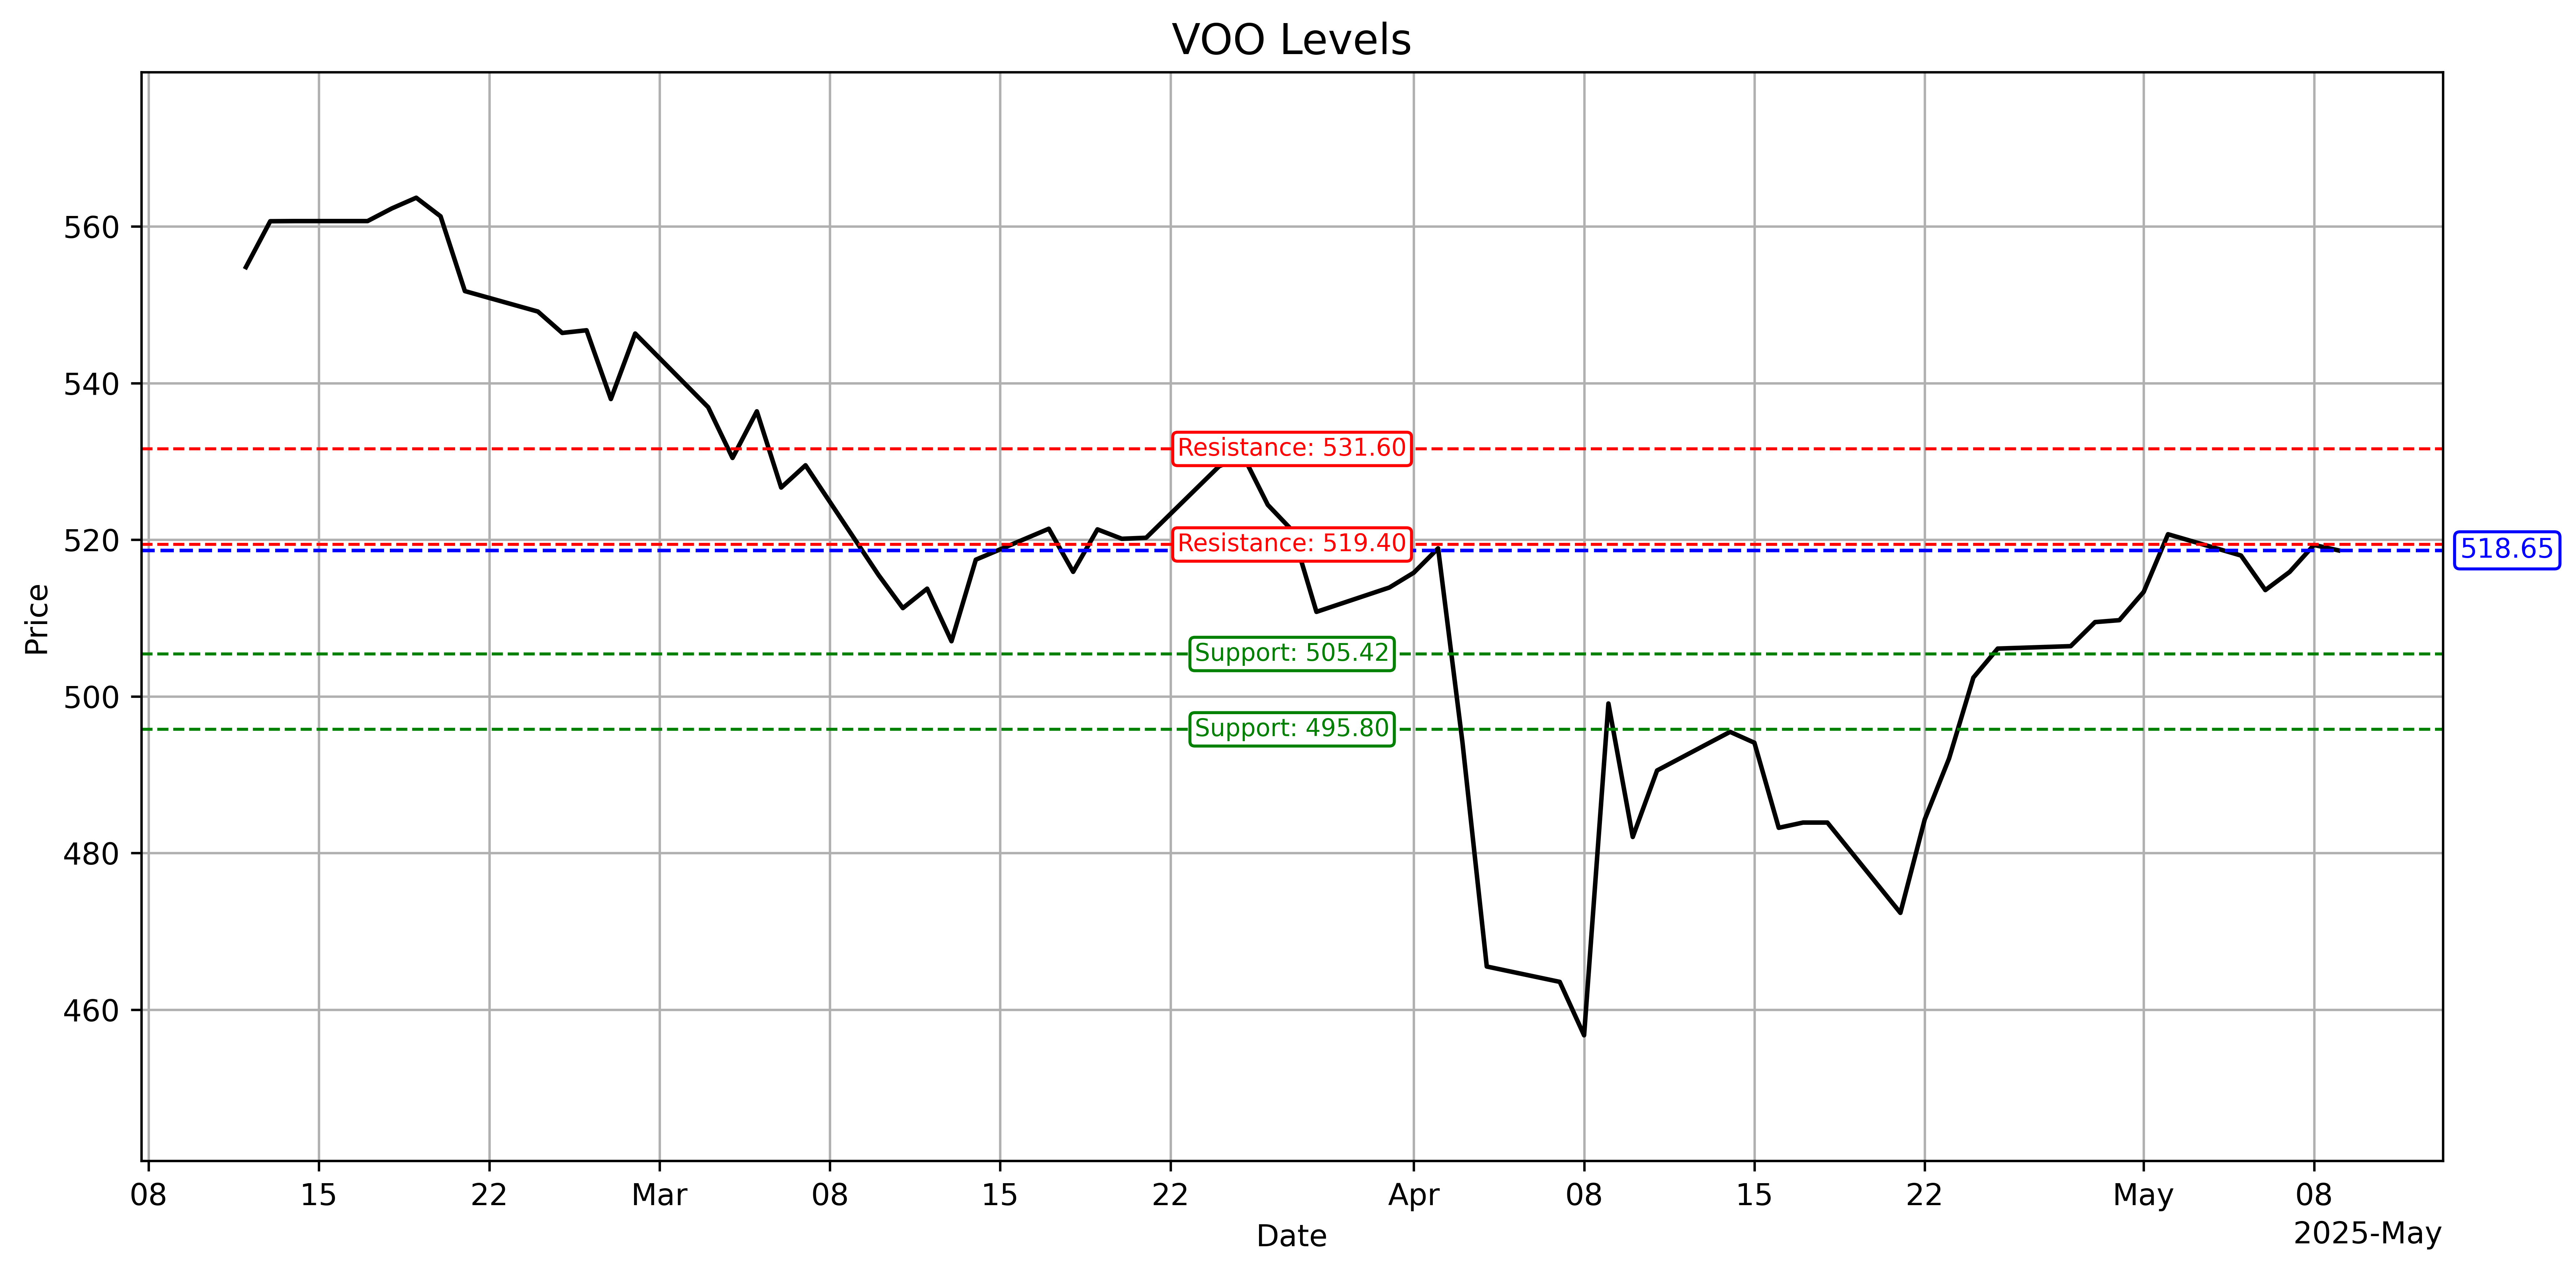 VOO Levels
560
540
520
500
480
460
Price
Resistance: 531.60
Resistance: 519.40
518.65
Support: 505.42
Support: 495.80
08 15 22 Mar 08 15 22 Apr 08 15 22 May 08
Date
2025-May